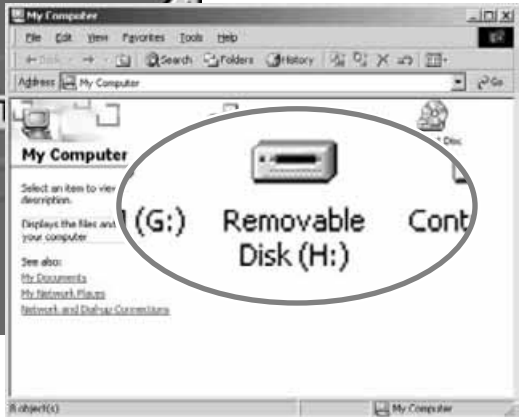 My Computer
File Edit View Favorites Tools Help
Search Folders History
Address My Computer Go
My Computer
Select an item to view
description.
Displays the files and
your computer
See also:
My Documents
My Network Places
Network and Dial-up Connections
(G:) Removable Disk (H:) Cont
Disc
8 object(s) My Computer